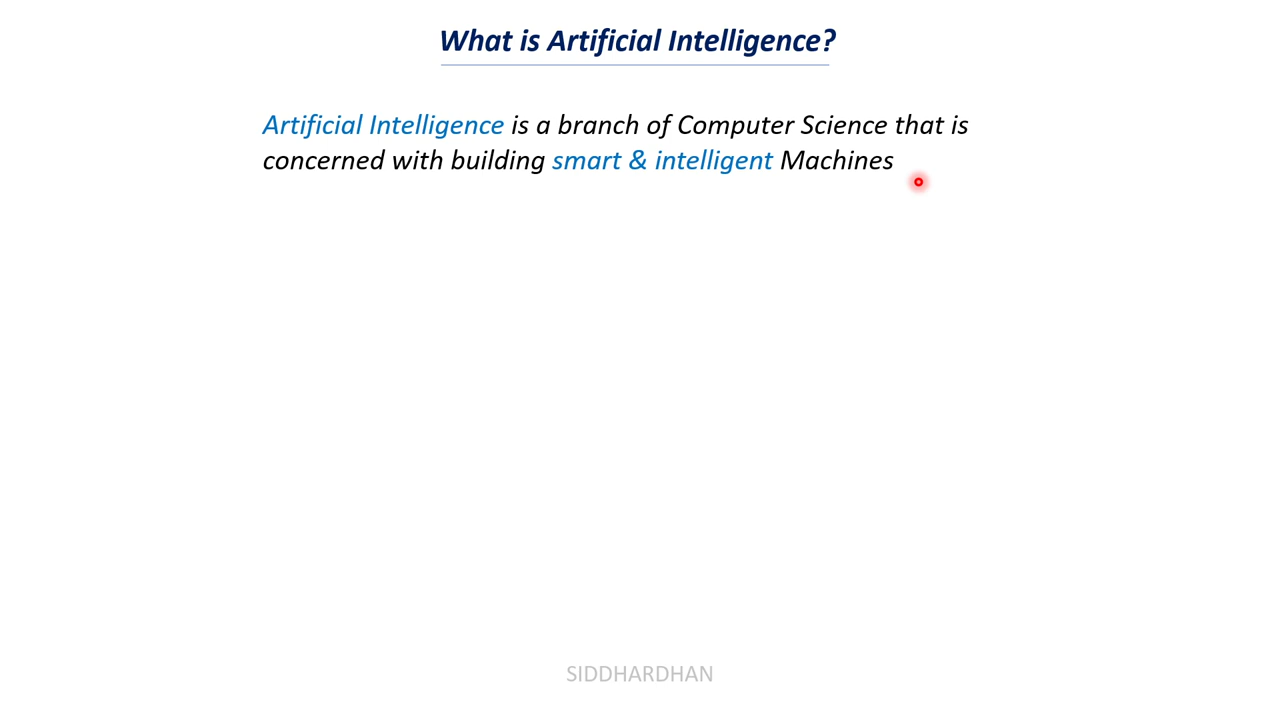 What is Artificial Intelligence?
Artificial Intelligence is a branch of Computer Science that is
concerned with building smart & intelligent Machines
SIDDHARDHAN